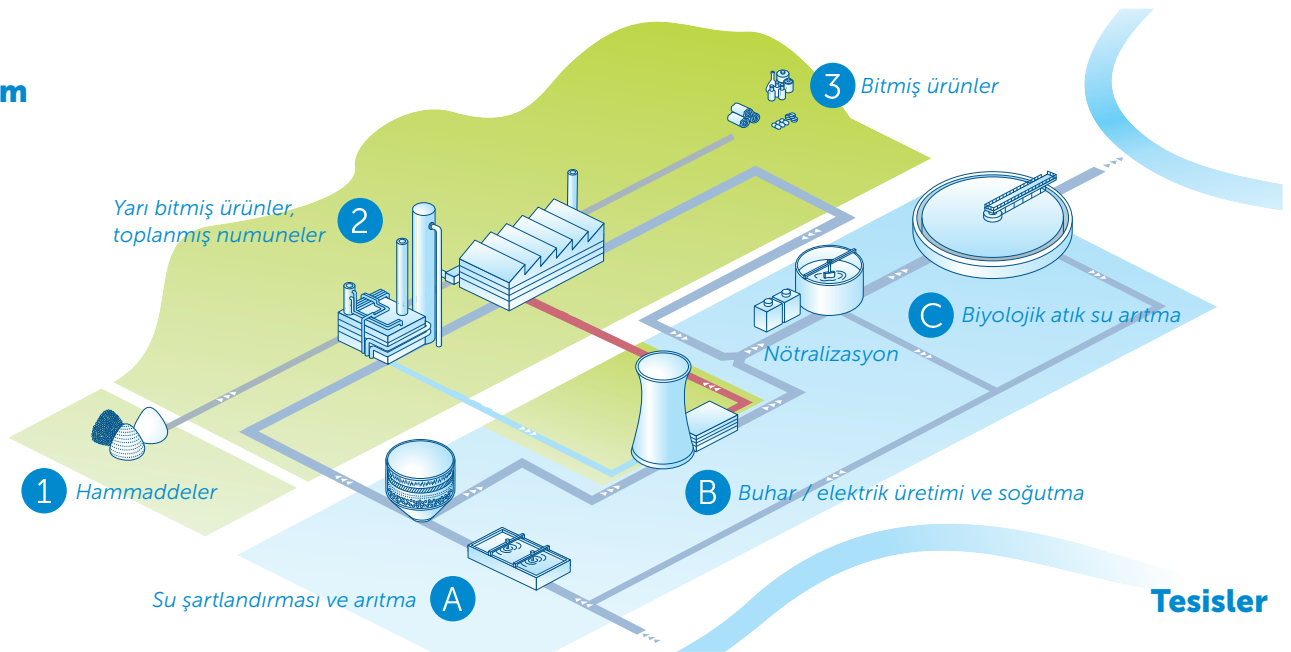 3
Bitmiş ürünler
Yarı bitmiş ürünler,
toplanmış numuneler
2
C
Biyolojik atık su arıtma
Nötralizasyon
1
Hammaddeler
B
Buhar / elektrik üretimi ve soğutma
Su şartlandırması ve arıtma
A
Tesisler